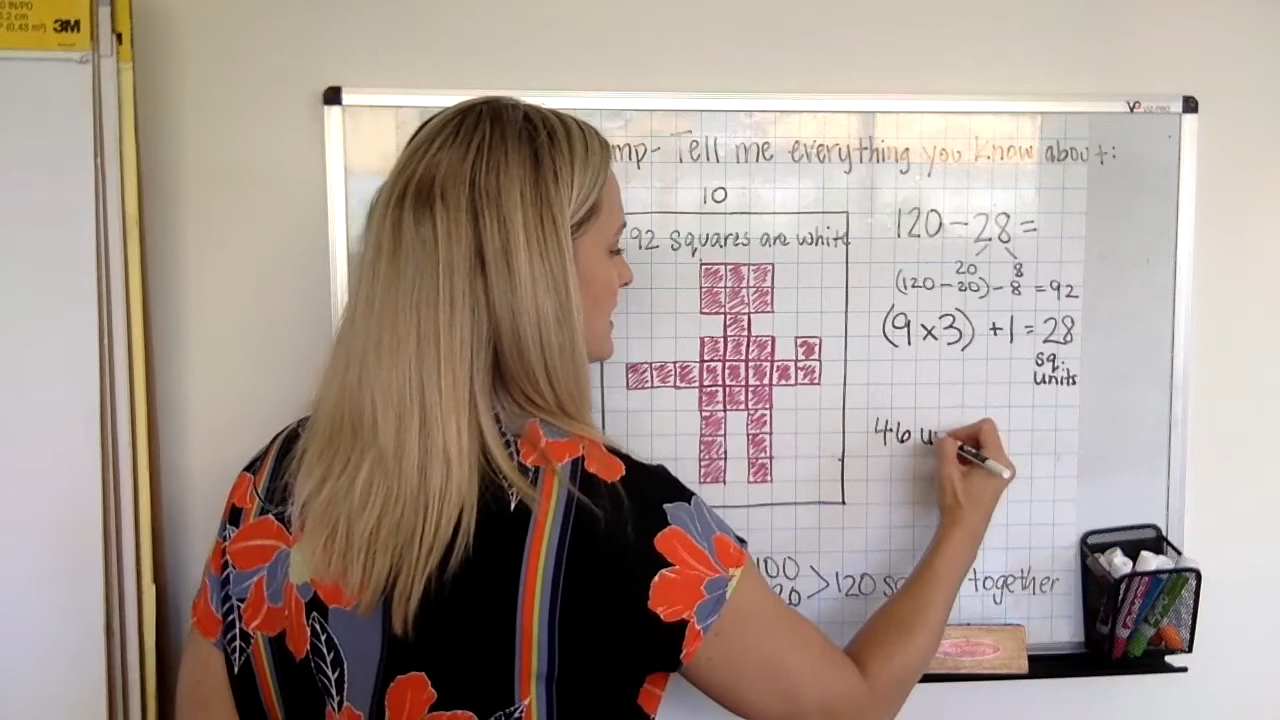 3M
mp- Tell me everything you know about:
10
92 squares are white
120-28=
20 8
(120-20)-8 =92
(9x3) +1 = 28
sq.
units
46 u
100
20 >120 s
together